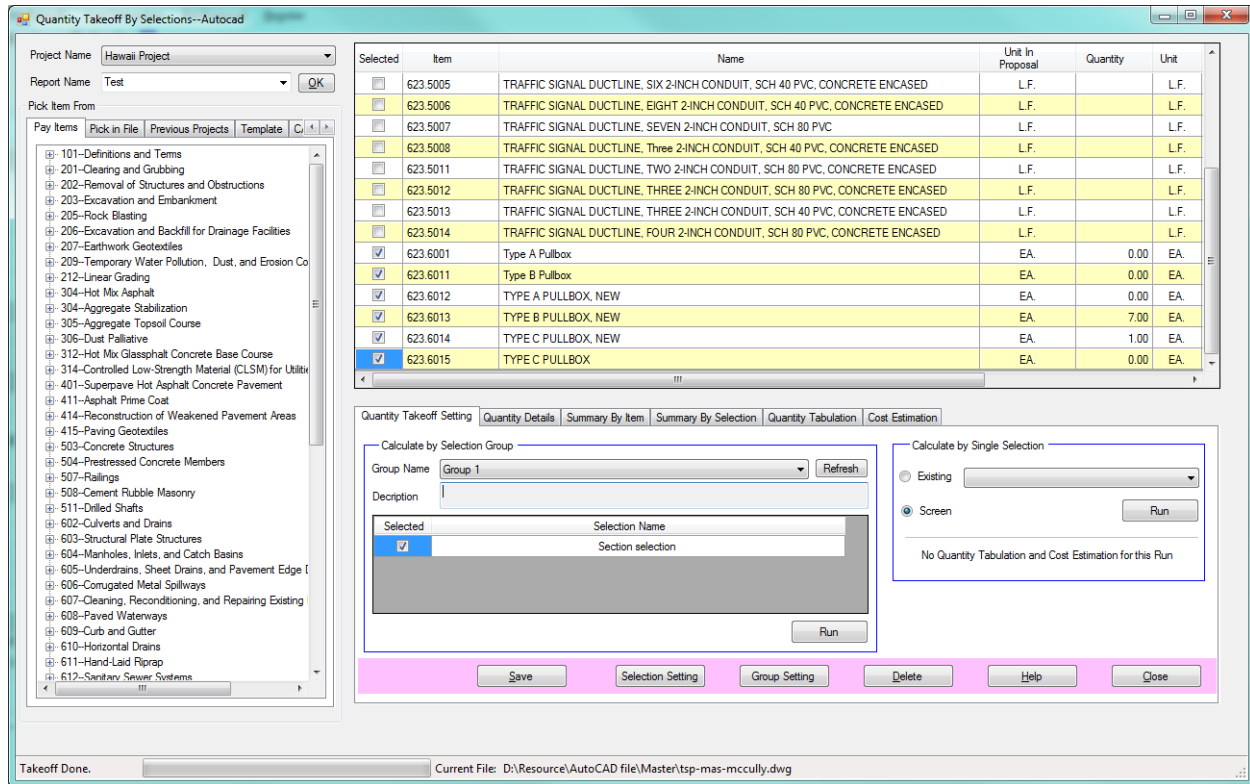 Quantity Takeoff By Selections--Autocad
Project Name Hawaii Project
Report Name Test OK
Pick Item From
Pay Items Pick in File Previous Projects Template
101--Definitions and Terms
201--Clearing and Grubbing
202--Removal of Structures and Obstructions
203--Excavation and Embankment
205--Rock Blasting
206--Excavation and Backfill for Drainage Facilities
207--Earthwork Geotextiles
209--Temporary Water Pollution, Dust, and Erosion Co
212--Linear Grading
304--Hot Mix Asphalt
304--Aggregate Stabilization
305--Aggregate Topsoil Course
306--Dust Palliative
312--Hot Mix Glassphalt Concrete Base Course
314--Controlled Low-Strength Material (CLSM) for Utilitie
401--Superpave Hot Asphalt Concrete Pavement
411--Asphalt Prime Coat
414--Reconstruction of Weakened Pavement Areas
415--Paving Geotextiles
503--Concrete Structures
504--Prestressed Concrete Members
507--Railings
508--Cement Rubble Masonry
511--Drilled Shafts
602--Culverts and Drains
603--Structural Plate Structures
604--Manholes, Inlets, and Catch Basins
605--Underdrains, Sheet Drains, and Pavement Edge D
606--Corrugated Metal Spillways
607--Cleaning, Reconditioning, and Repairing Existing
608--Paved Waterways
609--Curb and Gutter
610--Horizontal Drains
611--Hand-Laid Riprap
612--Sanitary Sewer Systems
Selected Item Name Unit In Proposal Quantity Unit
623.5005 TRAFFIC SIGNAL DUCTLINE, SIX 2-INCH CONDUIT, SCH 40 PVC, CONCRETE ENCASED L.F. L.F.
623.5006 TRAFFIC SIGNAL DUCTLINE, EIGHT 2-INCH CONDUIT, SCH 40 PVC, CONCRETE ENCASED L.F. L.F.
623.5007 TRAFFIC SIGNAL DUCTLINE, SEVEN 2-INCH CONDUIT, SCH 80 PVC L.F. L.F.
623.5008 TRAFFIC SIGNAL DUCTLINE, Three 2-INCH CONDUIT, SCH 40 PVC, CONCRETE ENCASED L.F. L.F.
623.5011 TRAFFIC SIGNAL DUCTLINE, TWO 2-INCH CONDUIT, SCH 80 PVC, CONCRETE ENCASED L.F. L.F.
623.5012 TRAFFIC SIGNAL DUCTLINE, THREE 2-INCH CONDUIT, SCH 80 PVC, CONCRETE ENCASED L.F. L.F.
623.5013 TRAFFIC SIGNAL DUCTLINE, THREE 2-INCH CONDUIT, SCH 40 PVC, CONCRETE ENCASED L.F. L.F.
623.5014 TRAFFIC SIGNAL DUCTLINE, FOUR 2-INCH CONDUIT, SCH 80 PVC, CONCRETE ENCASED L.F. L.F.
623.6001 Type A Pullbox EA. 0.00 EA.
623.6011 Type B Pullbox EA. 0.00 EA.
623.6012 TYPE A PULLBOX, NEW EA. 0.00 EA.
623.6013 TYPE B PULLBOX, NEW EA. 7.00 EA.
623.6014 TYPE C PULLBOX, NEW EA. 1.00 EA.
623.6015 TYPE C PULLBOX EA. 0.00 EA.
Quantity Takeoff Setting Quantity Details Summary By Item Summary By Selection Quantity Tabulation Cost Estimation
Calculate by Selection Group
Group Name Group 1 Refresh
Decription
Selected Selection Name
Section selection
Run
Calculate by Single Selection
Existing
Screen Run
No Quantity Tabulation and Cost Estimation for this Run
Save Selection Setting Group Setting Delete Help Close
Takeoff Done. Current File: D:\Resource\AutoCAD file\Master\tsp-mas-mccully.dwg